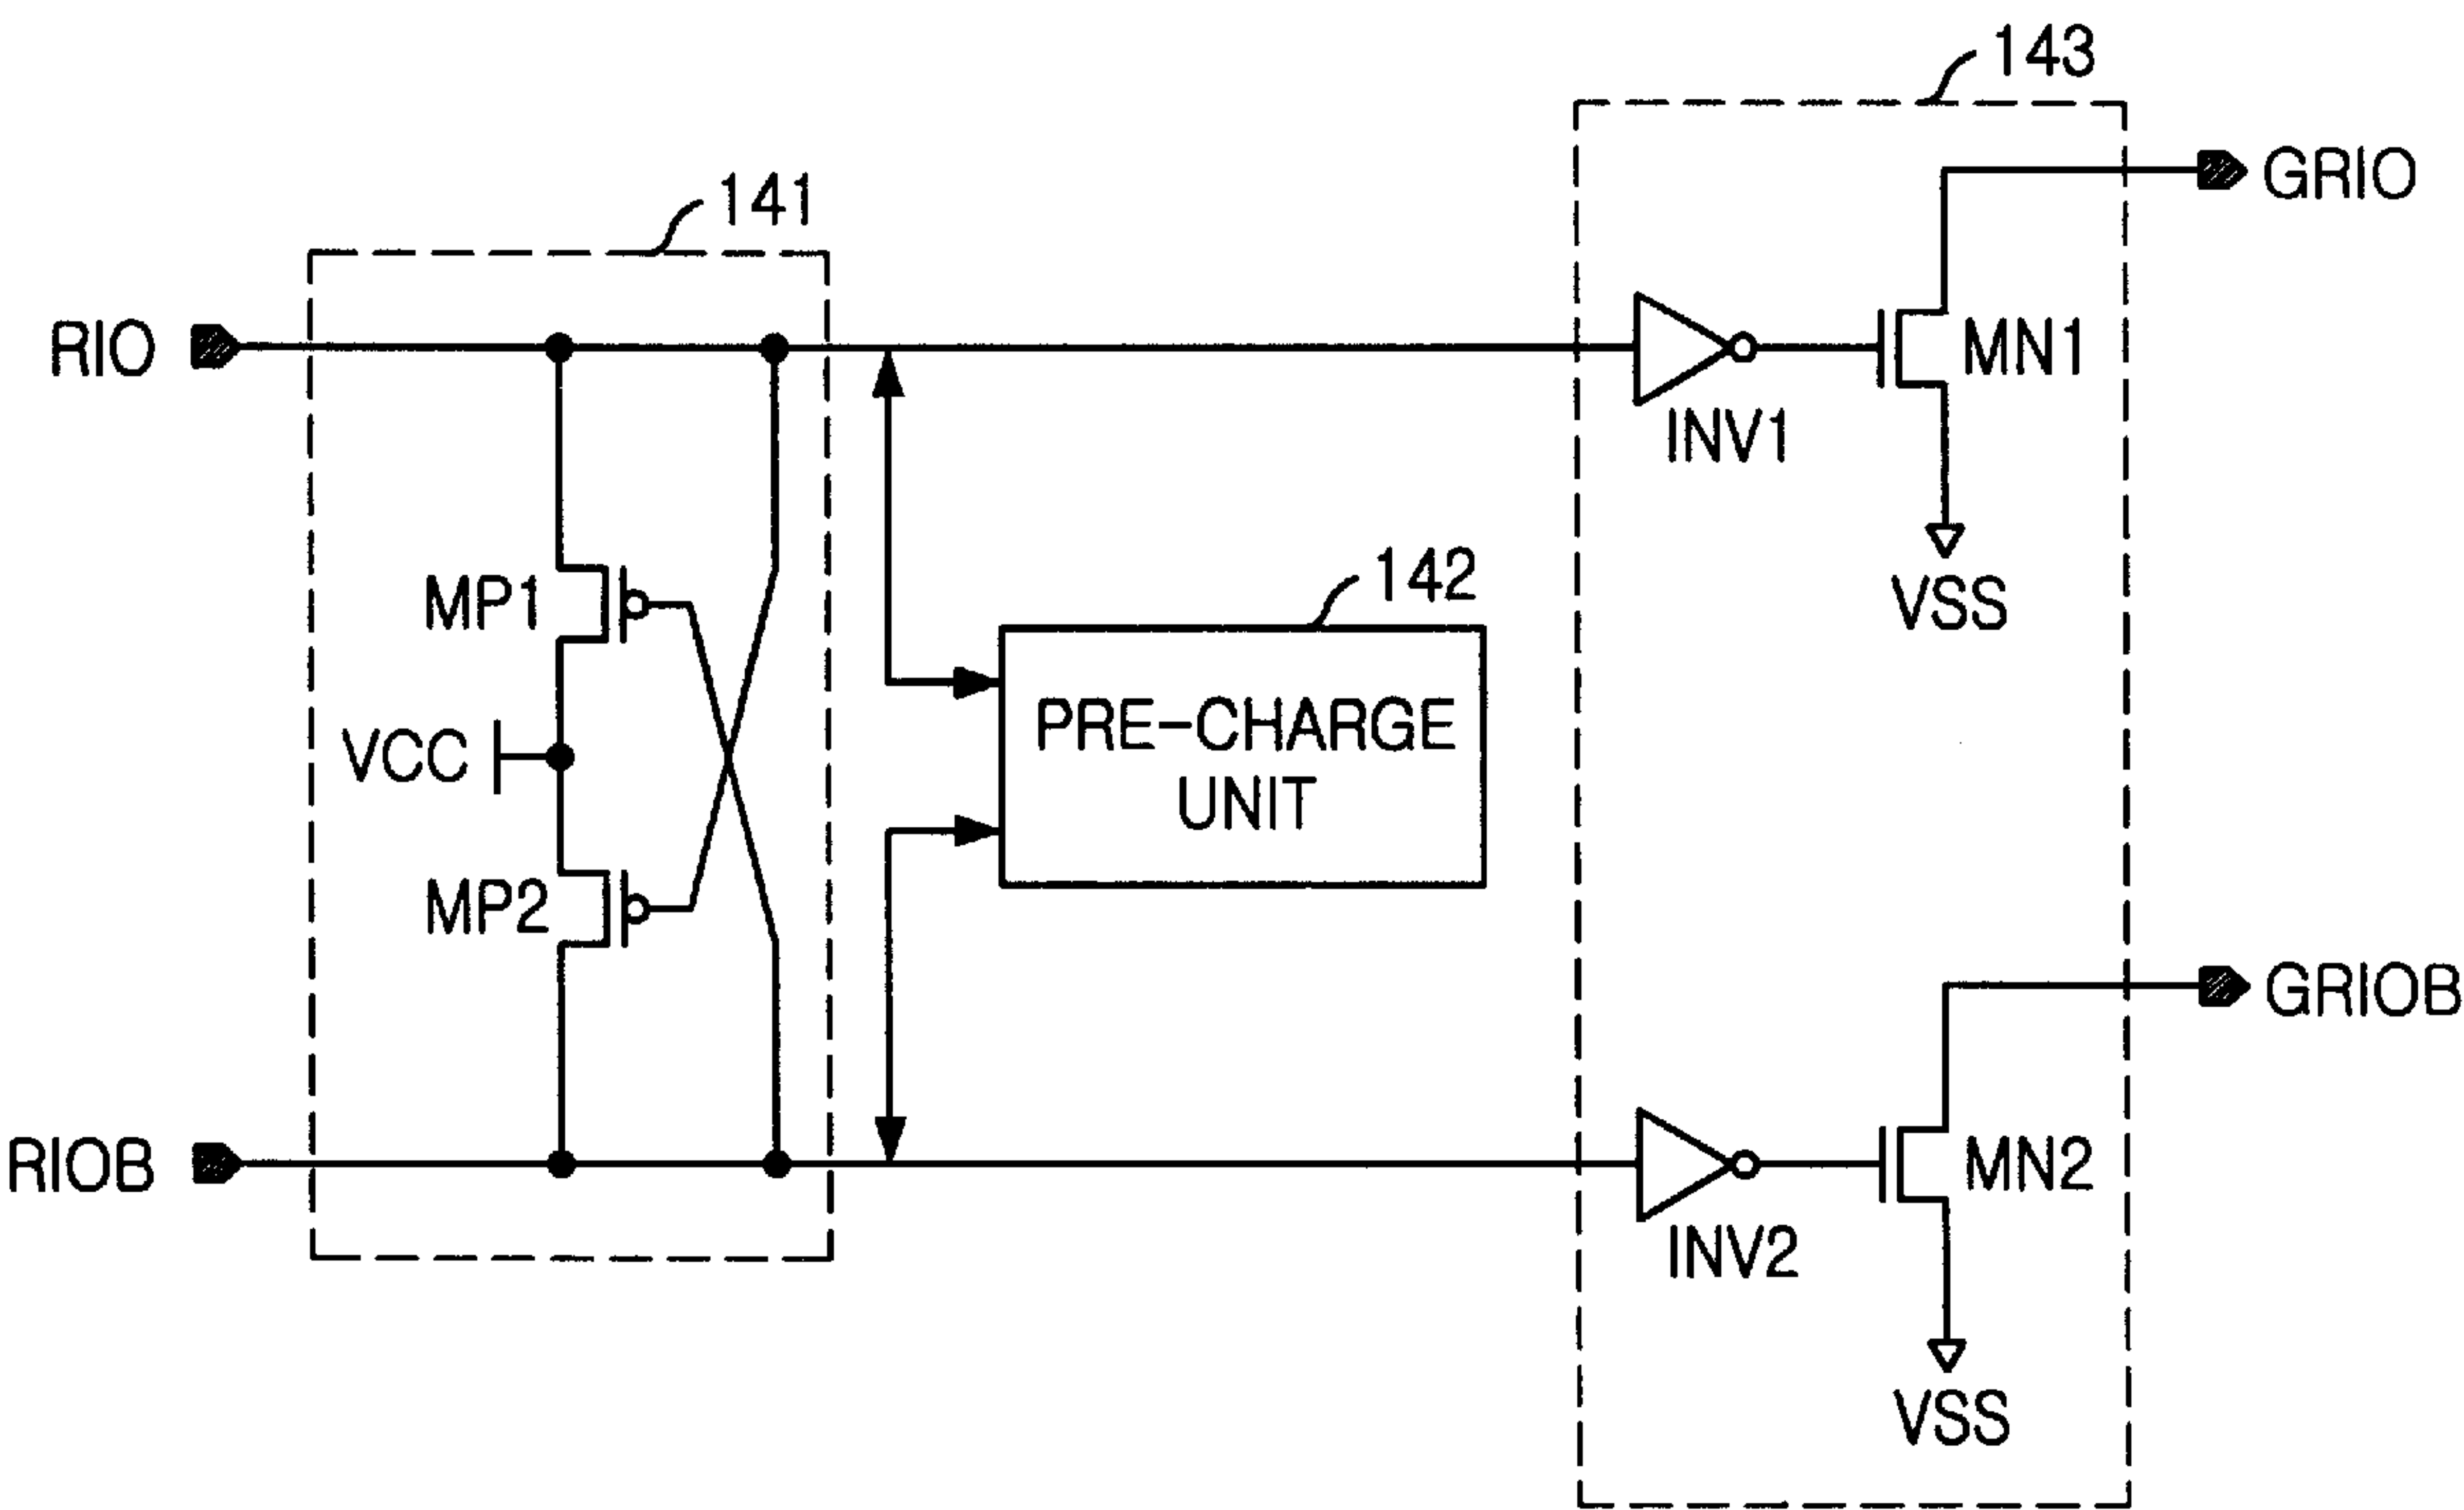 143
GRIO
141
RIO
MN1
INV1
142
MP1
VSS
PRE-CHARGE
UNIT
VCC
MP2
GRIOB
RIOB
MN2
INV2
VSS